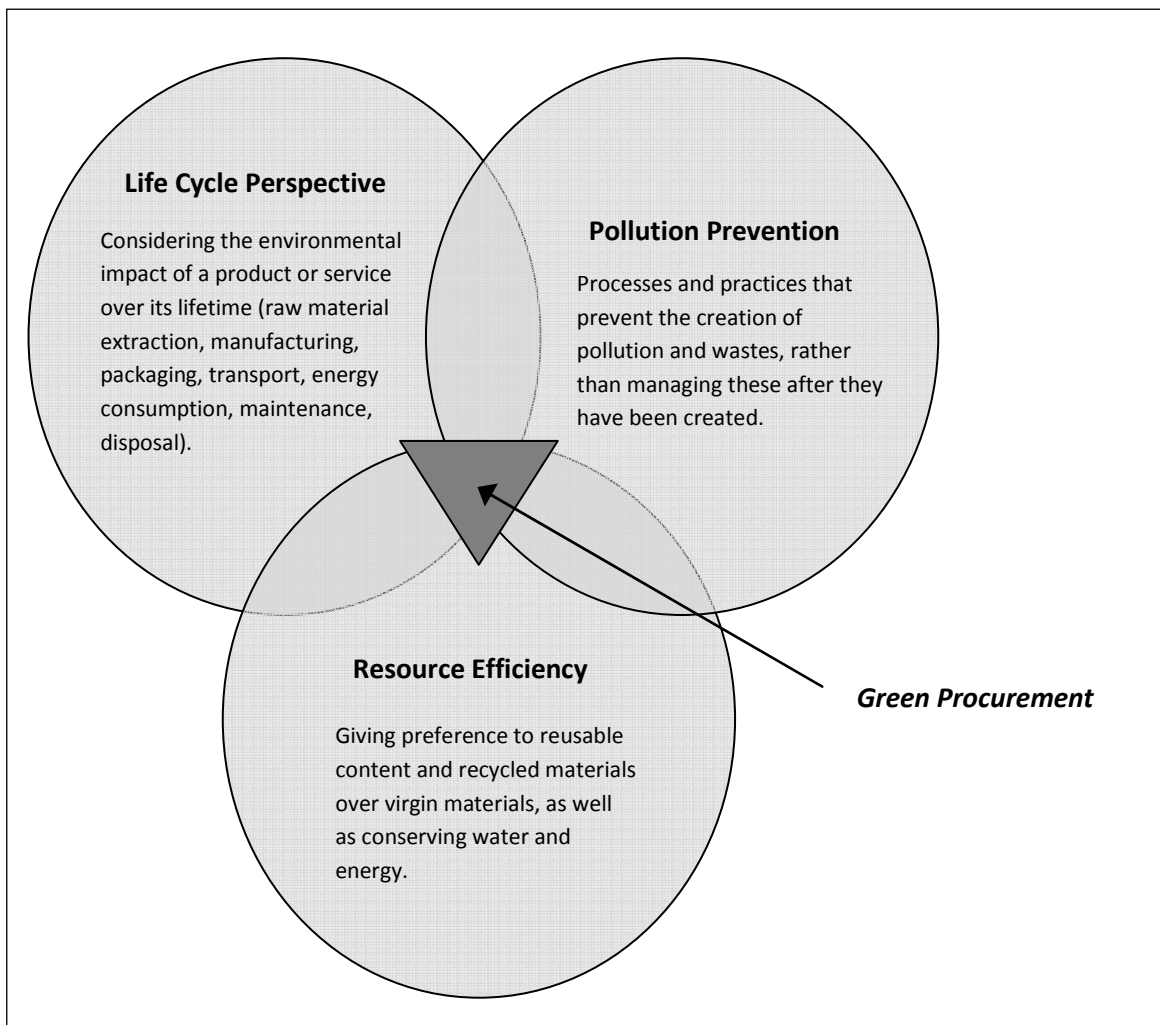 Life Cycle Perspective
Considering the environmental
impact of a product or service
over its lifetime (raw material
extraction, manufacturing,
packaging, transport, energy
consumption, maintenance,
disposal).
Pollution Prevention
Processes and practices that
prevent the creation of
pollution and wastes, rather
than managing these after they
have been created.
Resource Efficiency
Giving preference to reusable
content and recycled materials
over virgin materials, as well
as conserving water and
energy.
Green Procurement